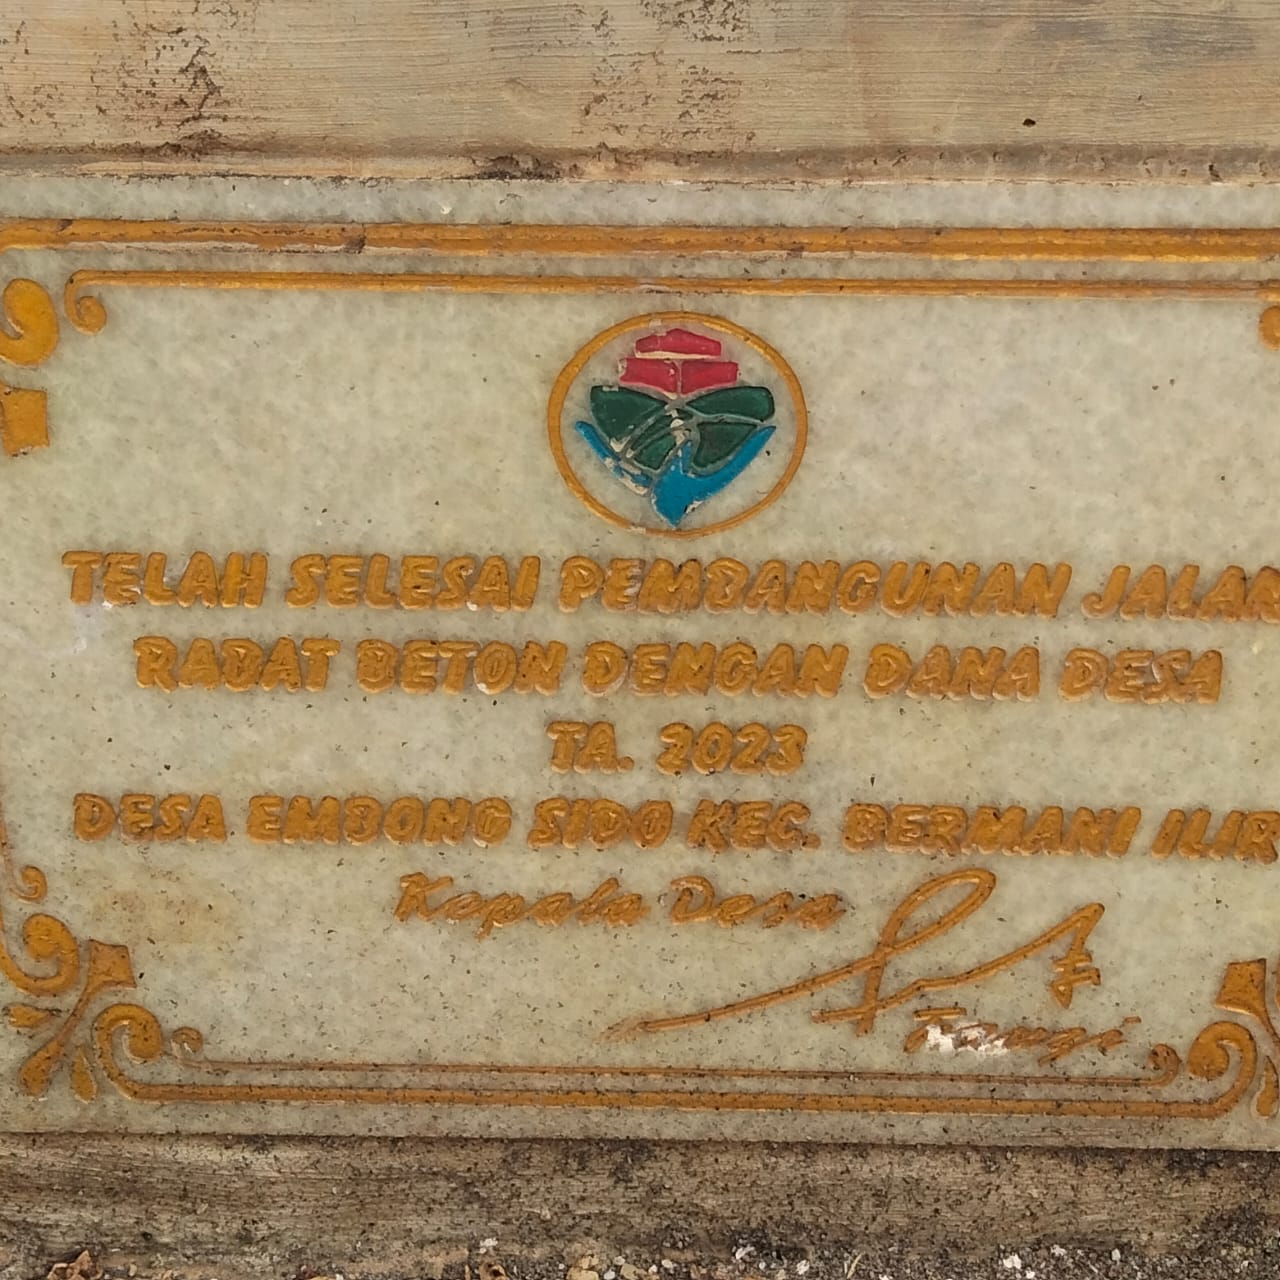 TELAH SELESAI PEMBANGUNAN JALAN
RABAT BETON DENGAN DANA DESA
TA. 2023
DESA EMBONG SIDO KEC. BERMANI ILIR
Kepala Desa